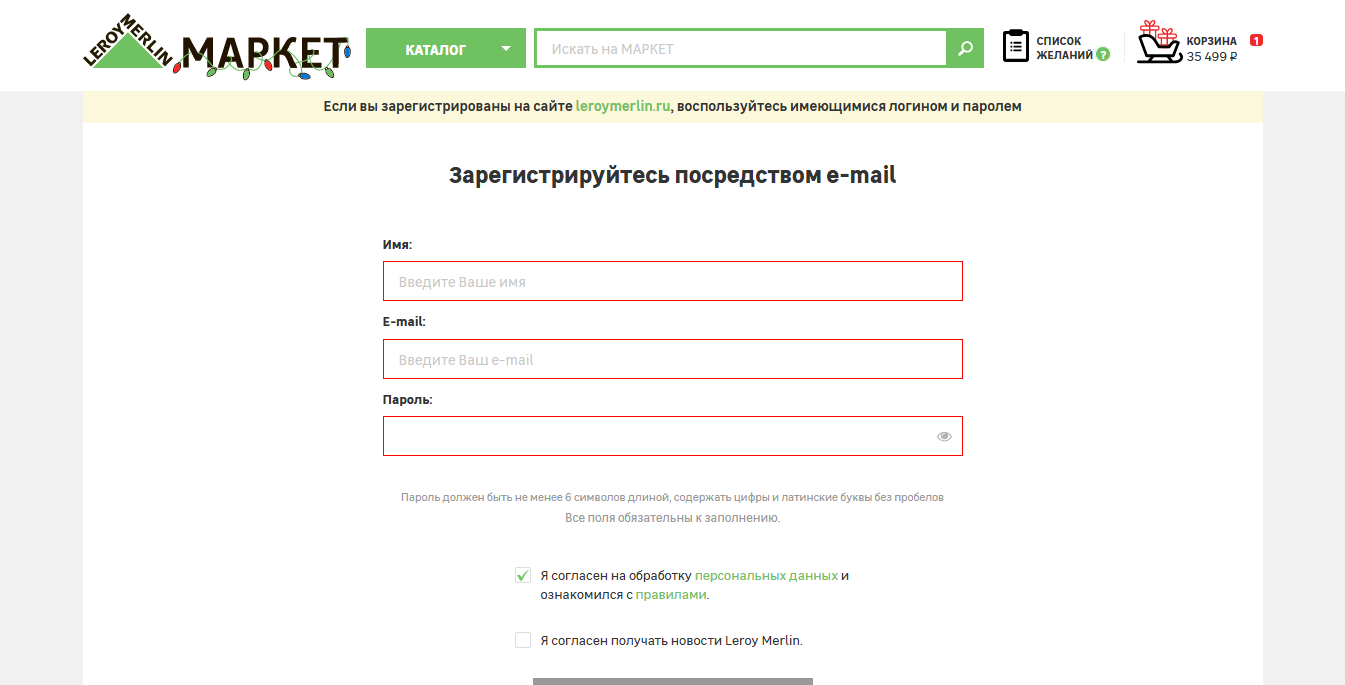 LEROY MERLIN МАРКЕТ
КАТАЛОГ
Искать на МАРКЕТ
СПИСОК
ЖЕЛАНИЙ ?
КОРЗИНА 1
35 499 ₽
Если вы зарегистрированы на сайте leroymerlin.ru, воспользуйтесь имеющимися логином и паролем
Зарегистрируйтесь посредством e-mail
Имя:
Введите Ваше имя
E-mail:
Введите Ваш e-mail
Пароль:
Пароль должен быть не менее 6 символов длиной, содержать цифры и латинские буквы без пробелов
Все поля обязательны к заполнению.
Я согласен на обработку персональных данных и
ознакомился с правилами.
Я согласен получать новости Leroy Merlin.